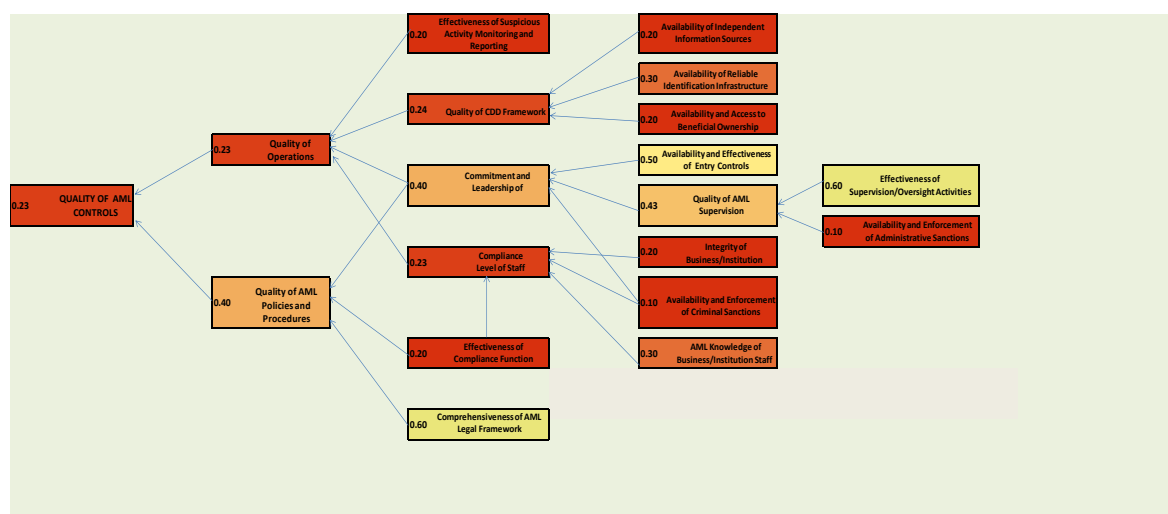 0.23 QUALITY OF AML
CONTROLS
0.23 Quality of
Operations
0.40 Quality of AML
Policies and
Procedures
0.20 Effectiveness of Suspicious
Activity Monitoring and
Reporting
0.24 Quality of CDD Framework
0.40 Commitment and
Leadership of
0.23 Compliance
Level of Staff
0.20 Effectiveness of
Compliance Function
0.60 Comprehensiveness of AML
Legal Framework
0.20 Availability of Independent
Information Sources
0.30 Availability of Reliable
Identification Infrastructure
0.20 Availability and Access to
Beneficial Ownership
0.50 Availability and Effectiveness
of Entry Controls
0.43 Quality of AML
Supervision
0.20 Integrity of
Business/Institution
0.10 Availability and Enforcement
of Criminal Sanctions
0.30 AML Knowledge of
Business/Institution Staff
0.60 Effectiveness of
Supervision/Oversight Activities
0.10 Availability and Enforcement
of Administrative Sanctions